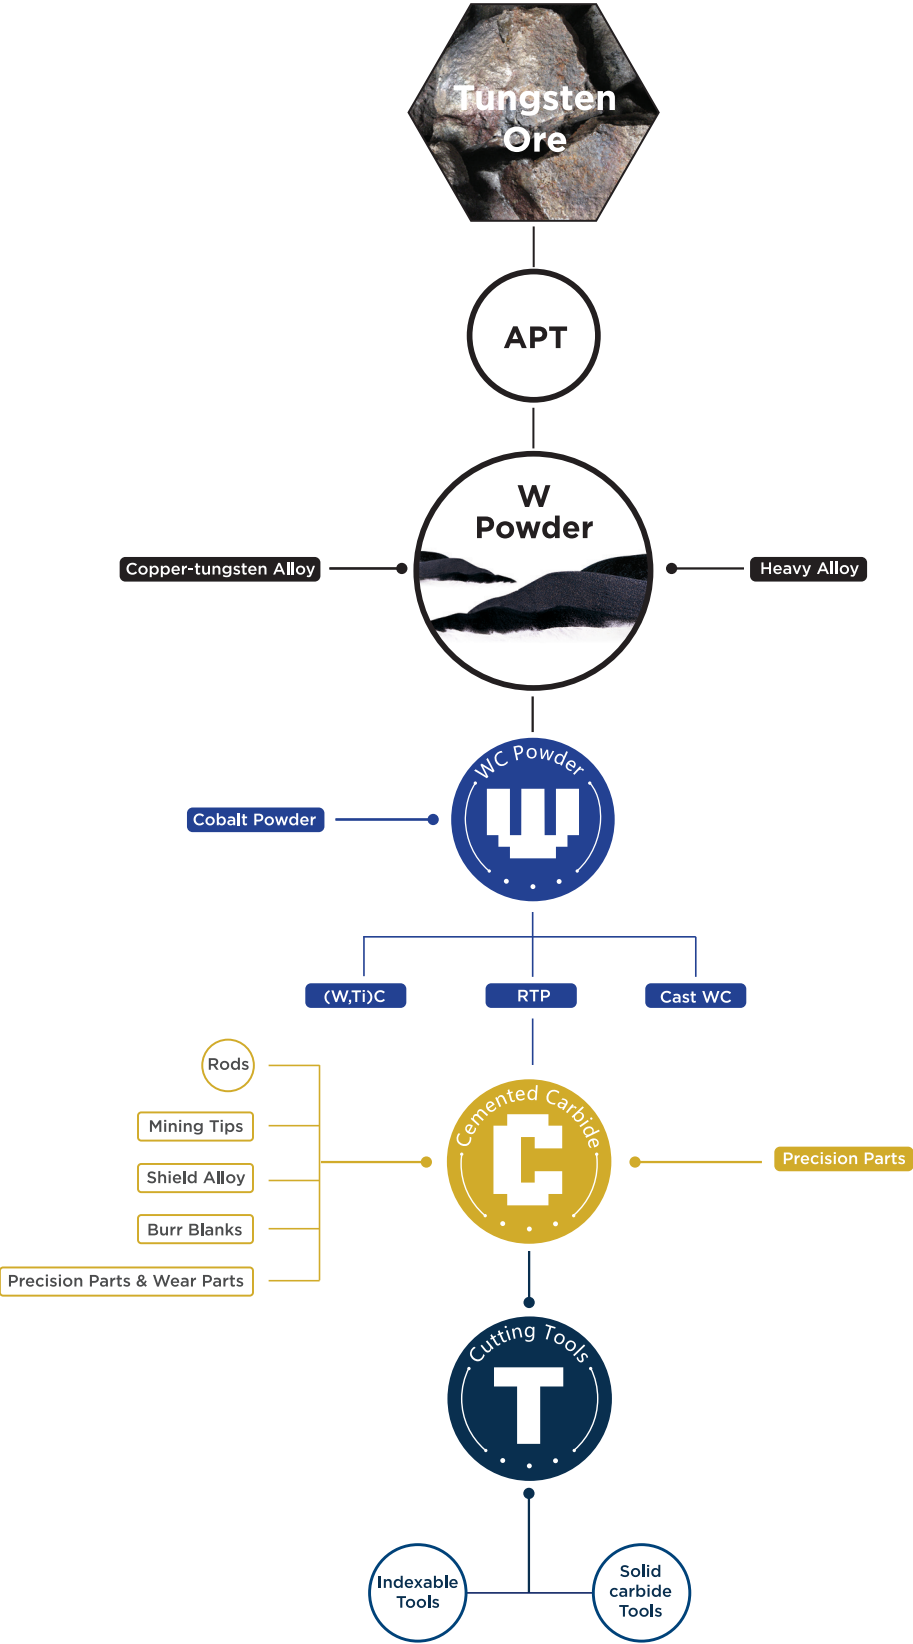 Tungsten
Ore
APT
W
Powder
Copper-tungsten Alloy
Heavy Alloy
WC Powder
W
Cobalt Powder
(W,Ti)C
RTP
Cast WC
Rods
Mining Tips
Shield Alloy
Burr Blanks
Precision Parts & Wear Parts
Cemented Carbide
C
Precision Parts
Cutting Tools
T
Indexable
Tools
Solid
carbide
Tools